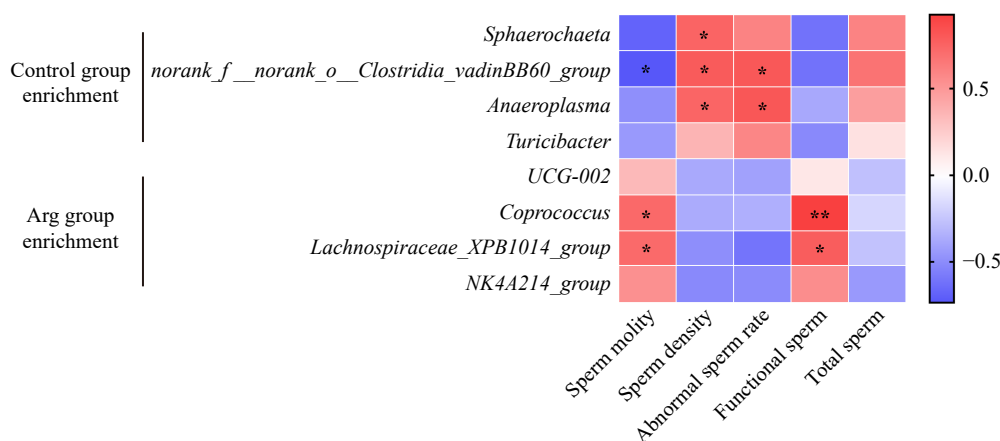 Control group
enrichment
Sphaerochaeta
norank_f__norank_o__Clostridia_vadinBB60_group
Anaeroplasma
Turicibacter
Arg group
enrichment
UCG-002
Coprococcus
Lachnospiraceae_XPB1014_group
NK4A214_group
*
* * *
* *
* **
* *
Sperm molity
Sperm density
Abnormal sperm rate
Functional sperm
Total sperm
0.5
0.0
−0.5